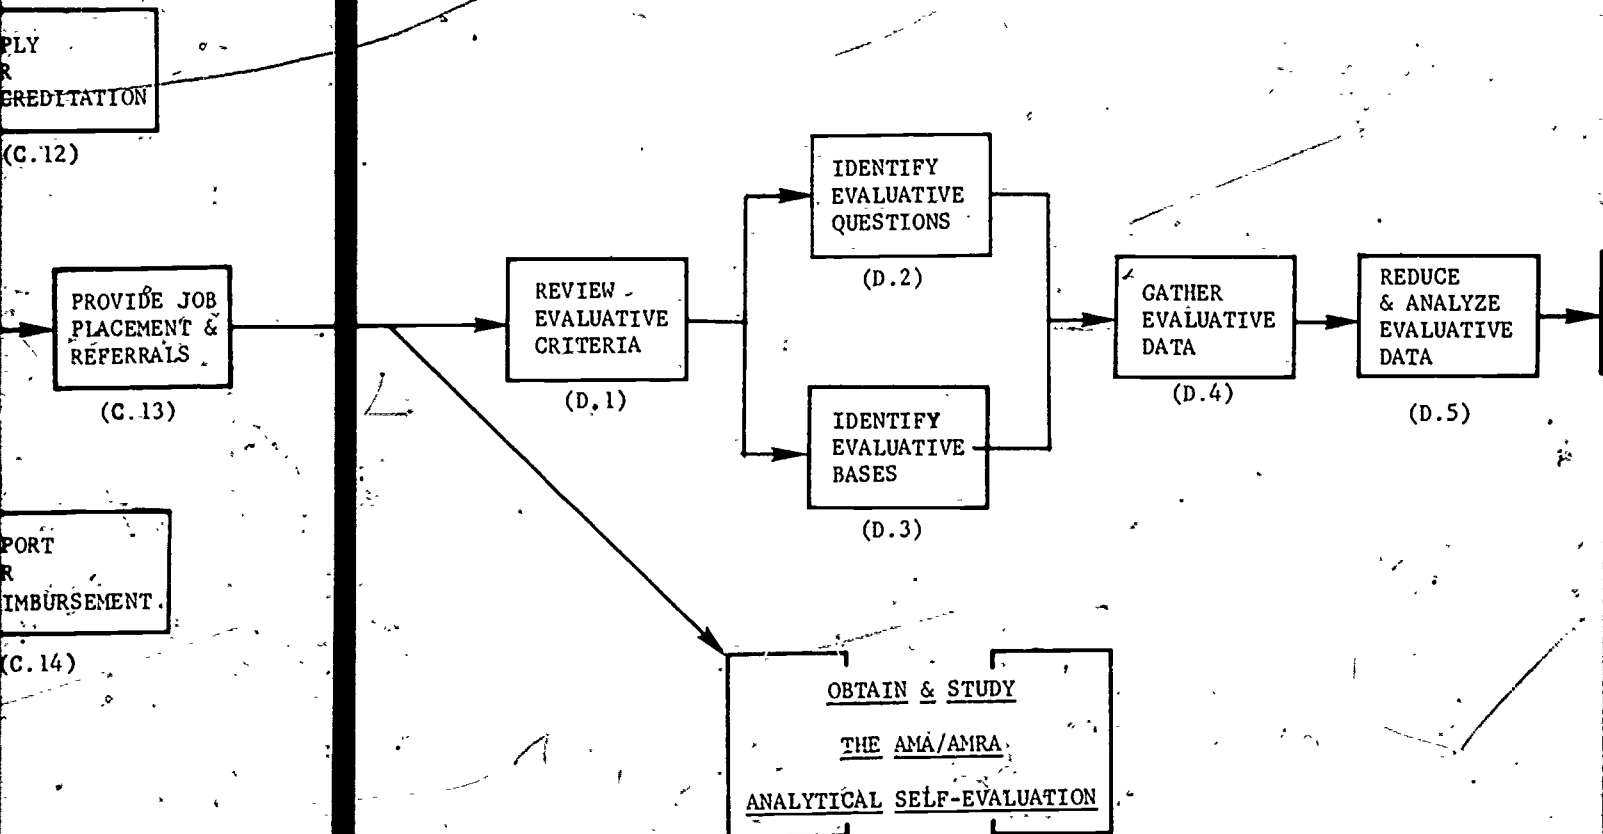 PLY
R
CREDITATION
(C.12)
PROVIDE JOB
PLACEMENT &
REFERRALS
(C.13)
PORT
R
IMBURSEMENT
(C.14)
REVIEW
EVALUATIVE
CRITERIA
(D.1)
IDENTIFY
EVALUATIVE
QUESTIONS
(D.2)
IDENTIFY
EVALUATIVE
BASES
(D.3)
GATHER
EVALUATIVE
DATA
(D.4)
REDUCE
& ANALYZE
EVALUATIVE
DATA
(D.5)
OBTAIN & STUDY
THE AMA/AMRA
ANALYTICAL SELF-EVALUATION